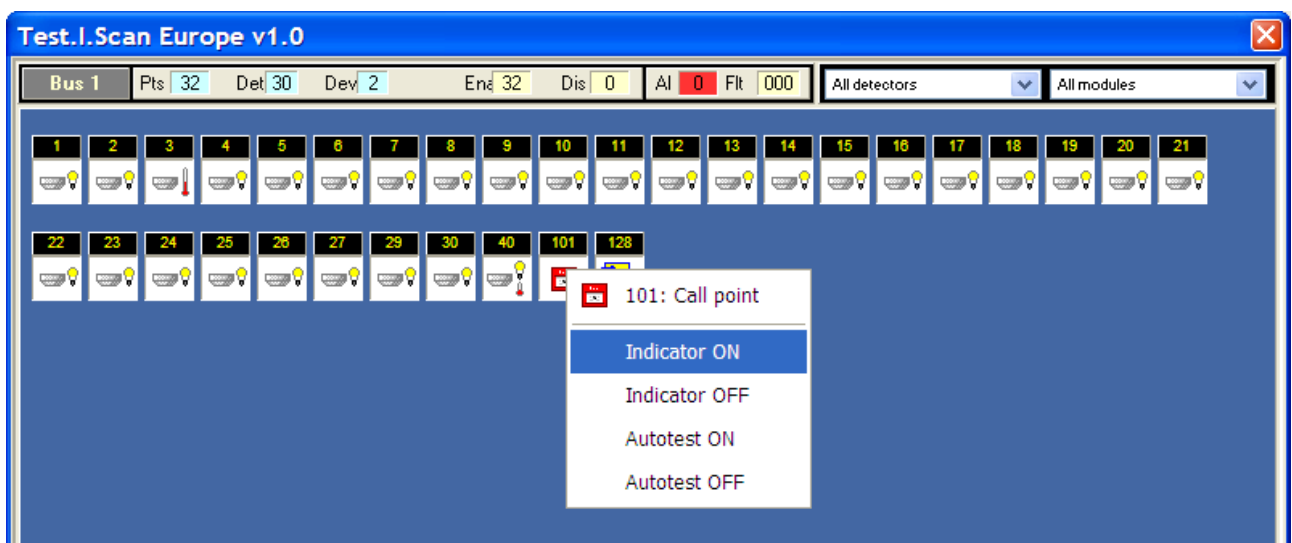 Test.I.Scan Europe v1.0
Bus 1 Pts 32 Det 30 Dev 2 Ena 32 Dis 0 Al 0 Flt 000 All detectors All modules
1 2 3 4 5 6 7 8 9 10 11 12 13 14 15 16 17 18 19 20 21
22 23 24 25 26 27 29 30 40 101 128
101: Call point
Indicator ON
Indicator OFF
Autotest ON
Autotest OFF